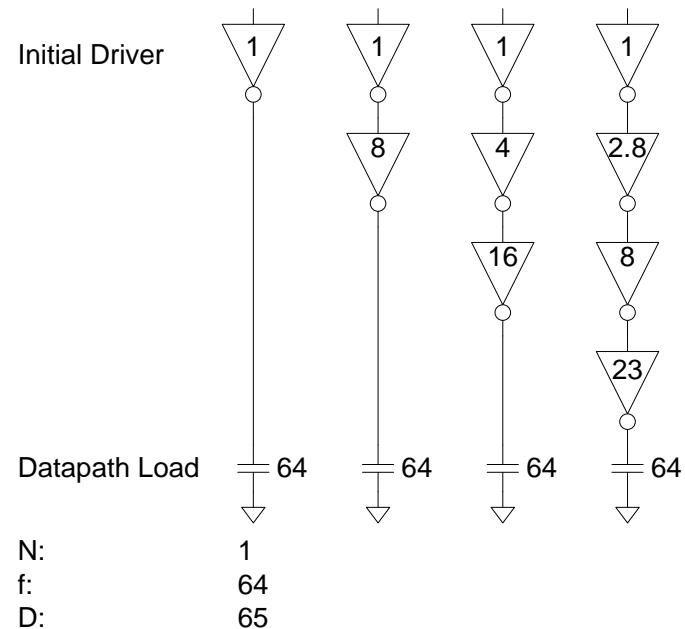 Initial Driver 1 1 1 1
8 4 2.8
16 8
23
Datapath Load 64 64 64 64
N: 1
f: 64
D: 65